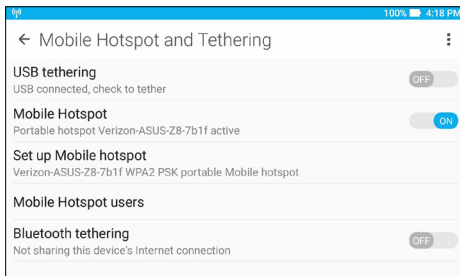 100% 4:18 PM
Mobile Hotspot and Tethering
USB tethering
OFF
USB connected, check to tether
Mobile Hotspot
ON
Portable hotspot Verizon-ASUS-Z8-7b1f active
Set up Mobile hotspot
Verizon-ASUS-Z8-7b1f WPA2 PSK portable Mobile hotspot
Mobile Hotspot users
Bluetooth tethering
OFF
Not sharing this device's Internet connection